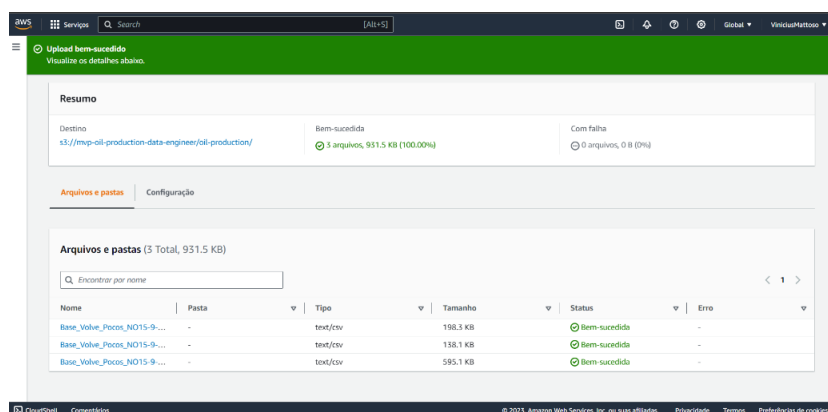 aws Serviços Search [Alt+S] Global ViniciusMattoso
Upload bem-sucedido
Visualize os detalhes abaixo.
Resumo
Destino Bem-sucedida Com falha
s3://mvp-oil-production-data-engineer/oil-production/ 3 arquivos, 931.5 KB (100.00%) 0 arquivos, 0 B (0%)
Arquivos e pastas Configuração
Arquivos e pastas (3 Total, 931.5 KB)
Encontrar por nome 1
Nome Pasta Tipo Tamanho Status Erro
Base_Volve_Pocos_NO15-9-... - text/csv 198.3 KB Bem-sucedida -
Base_Volve_Pocos_NO15-9-... - text/csv 138.1 KB Bem-sucedida -
Base_Volve_Pocos_NO15-9-... - text/csv 595.1 KB Bem-sucedida -
CloudShell Comentários © 2023, Amazon Web Services, Inc. ou suas afiliadas. Privacidade Termos Preferências de cookies